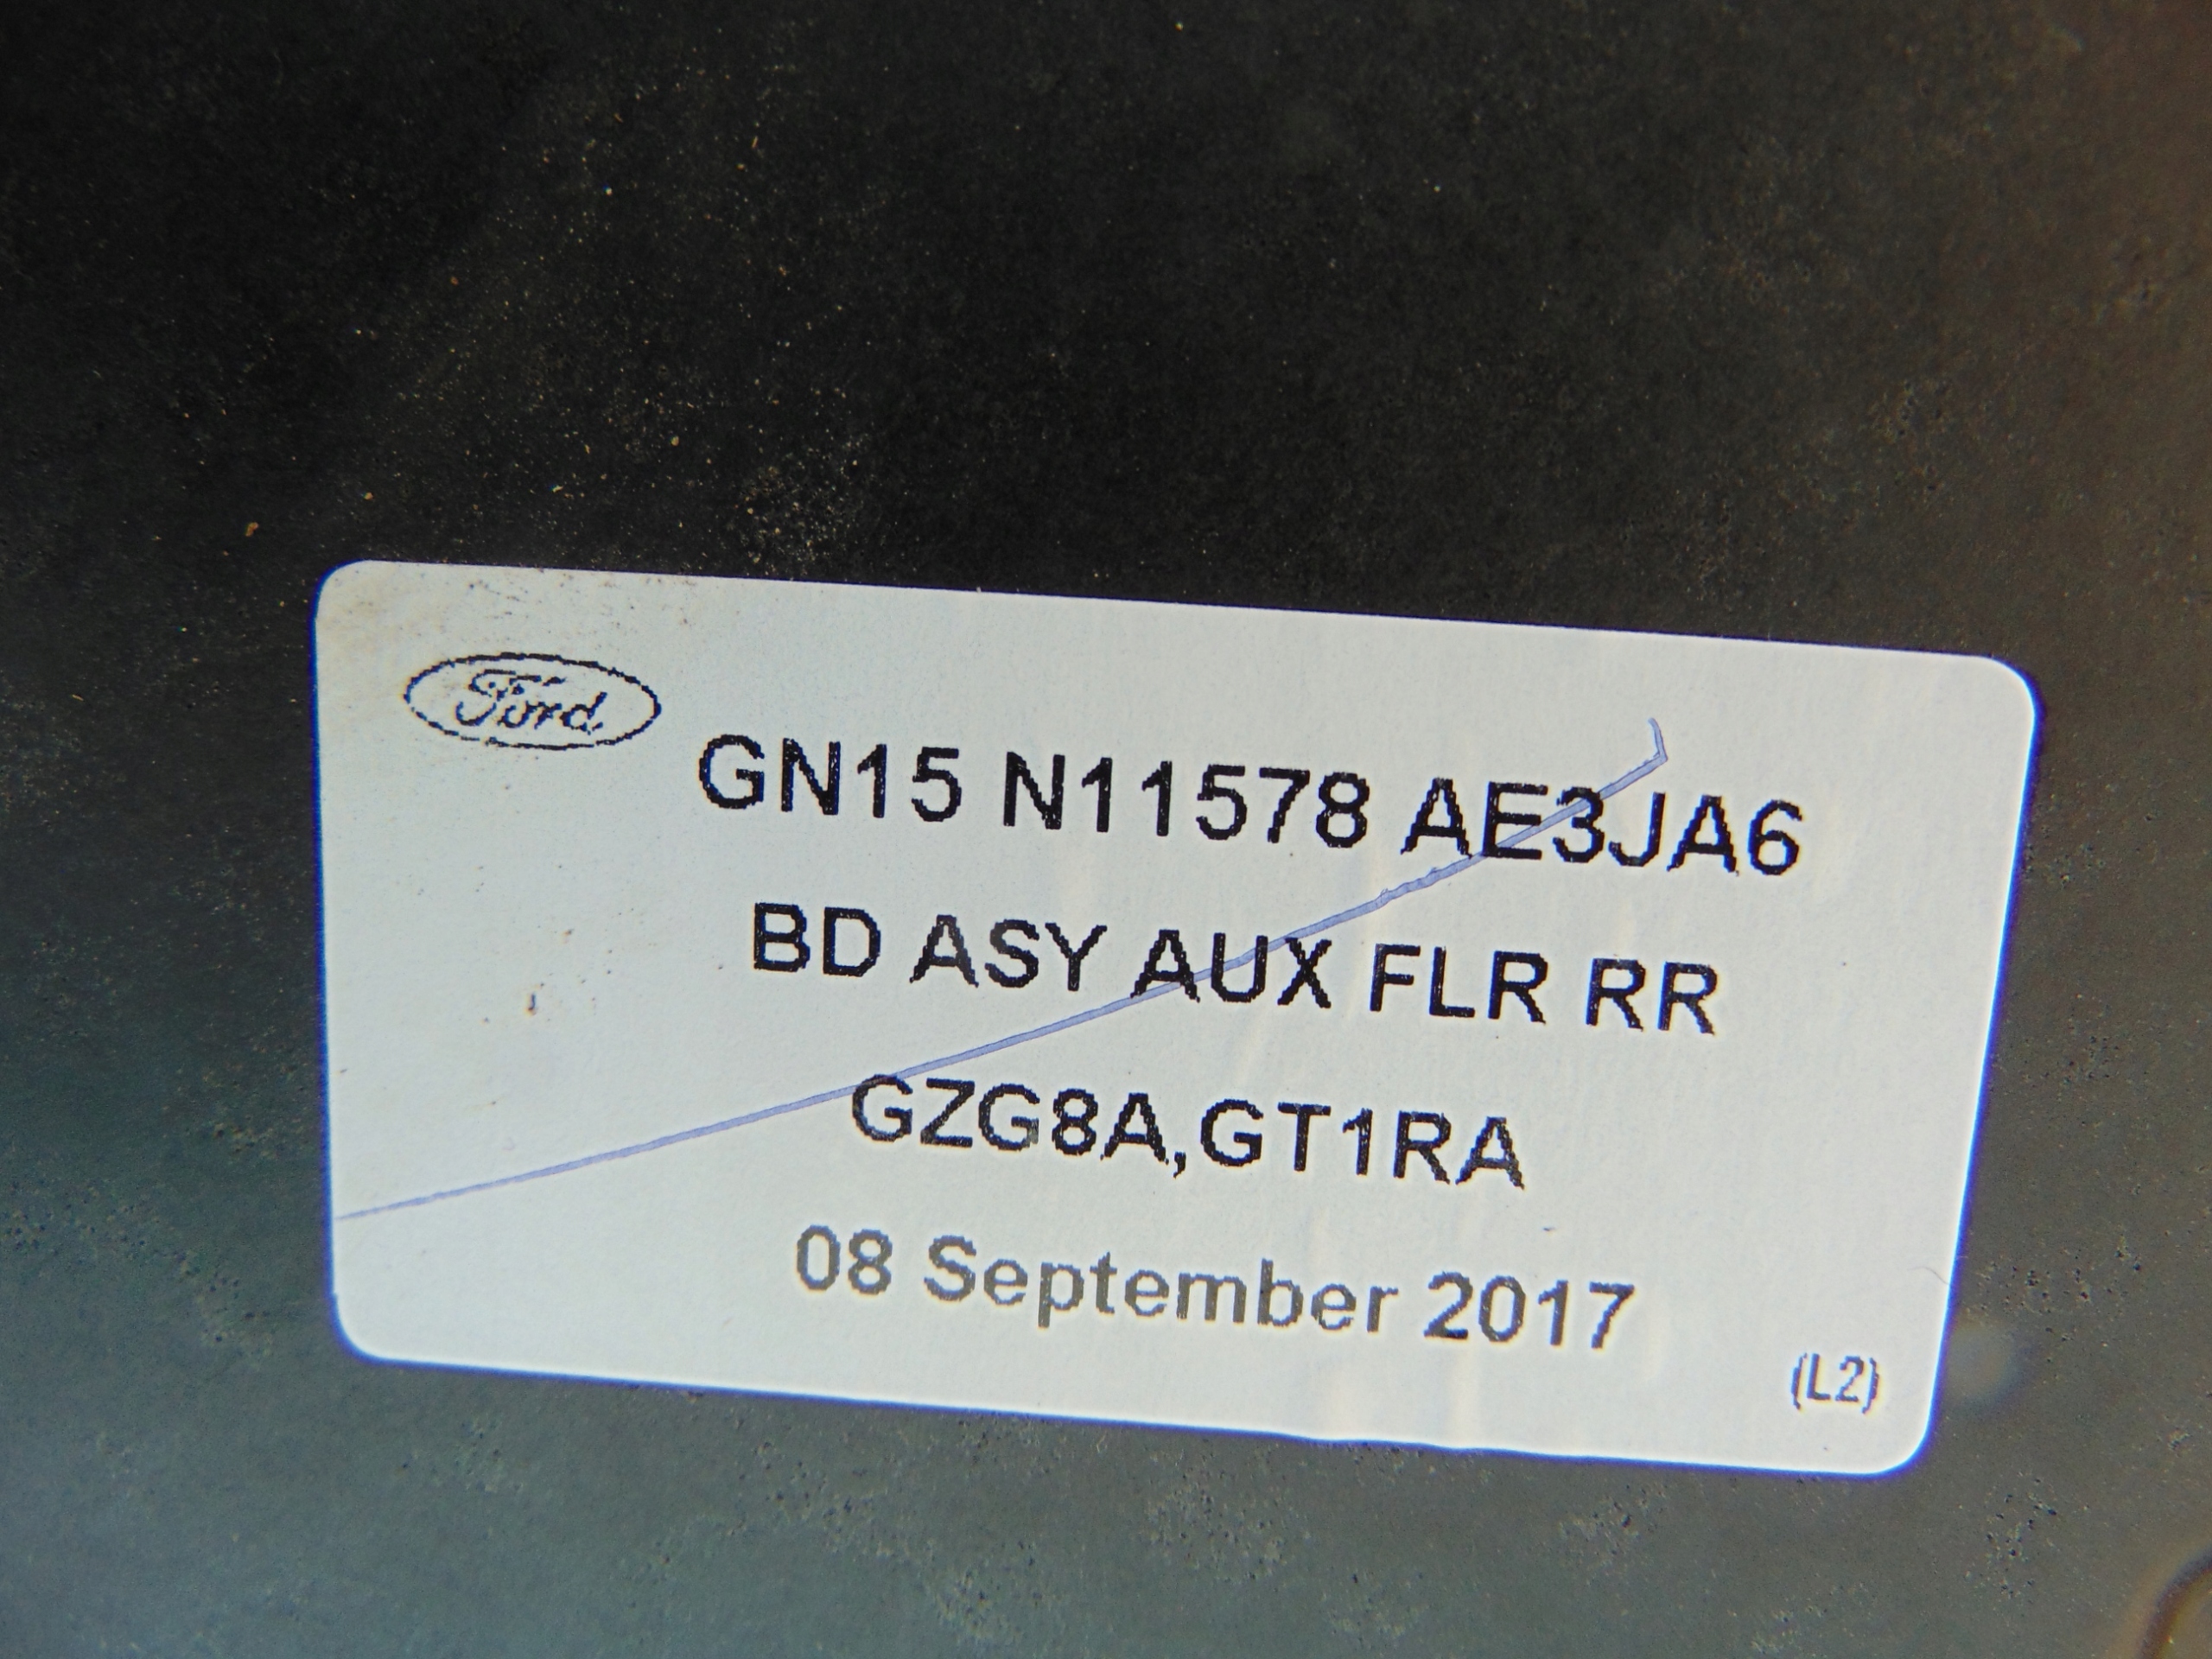 Ford
GN15 N11578 AE3JA6
BD ASY AUX FLR RR
GZG8A,GT1RA
08 September 2017
(L2)